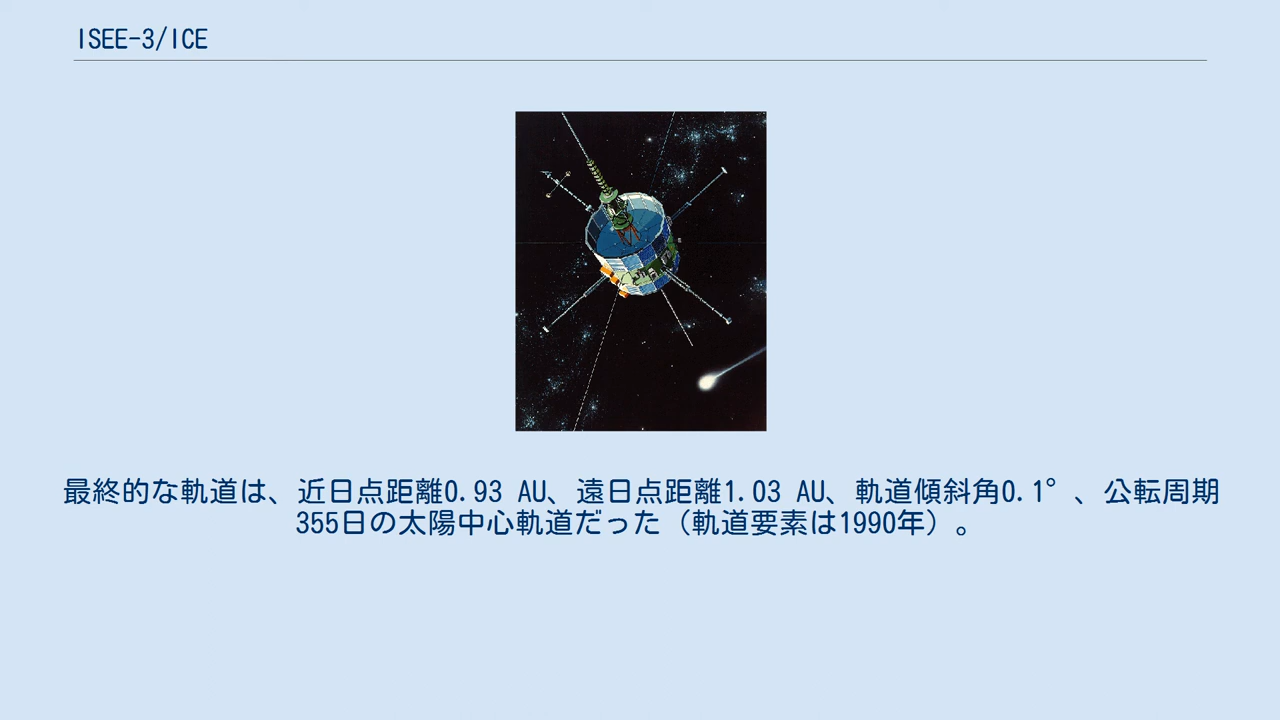 ISEE-3/ICE
最終的な軌道は、近日点距離0.93 AU、遠日点距離1.03 AU、軌道傾斜角0.1°、公転周期
355日の太陽中心軌道だった（軌道要素は1990年）。